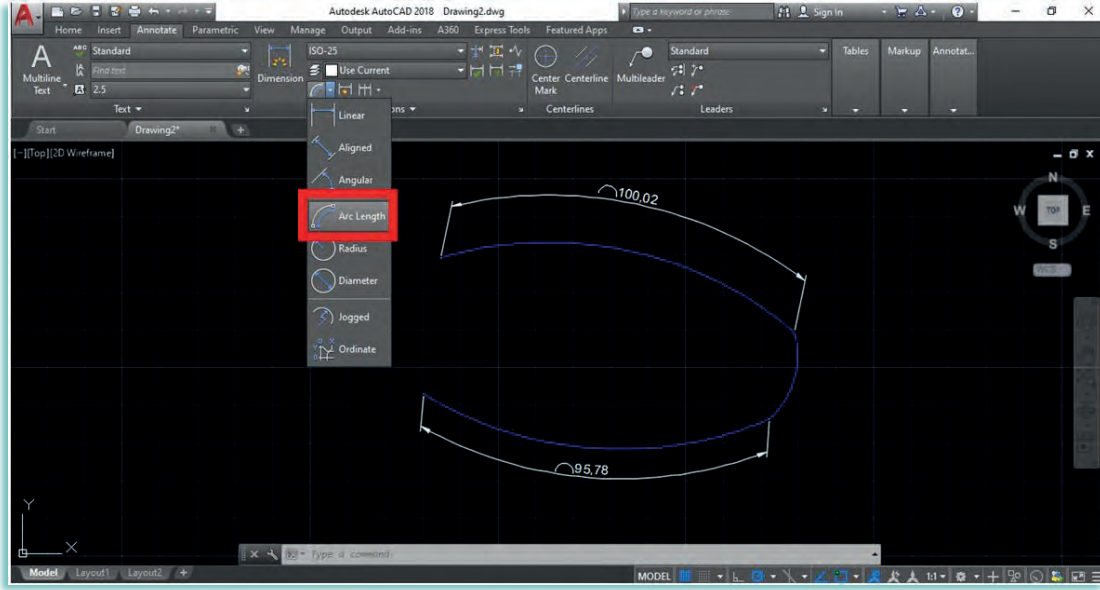 Autodesk AutoCAD 2018 Drawing2.dwg
Type a keyword or phrase
Sign In
Home Insert Annotate Parametric View Manage Output Add-ins A360 Express Tools Featured Apps
ABC Standard
ISO-25
Standard
Tables Markup Annotat...
A
Find text
Use Current
Multiline Text
Dimension
Center Mark
Centerline
Multileader
2.5
Text
ons
Centerlines
Leaders
Start Drawing2*
Linear
[−][Top][2D Wireframe]
Aligned
Angular
Arc Length
Radius
Diameter
Jogged
Ordinate
100,02
95,78
N
W TOP E
S
WCS
Y
X
Type a command
Model Layout1 Layout2 +
MODEL
1:1